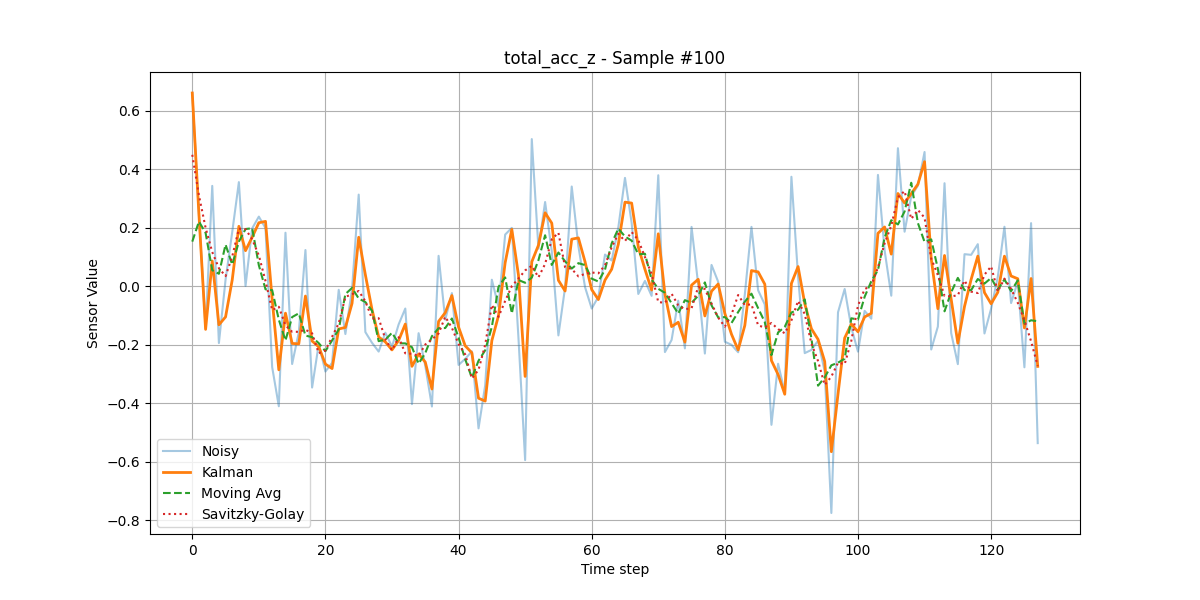 total_acc_z - Sample #100
Sensor Value
0.6
0.4
0.2
0.0
−0.2
−0.4
−0.6
−0.8
Noisy
Kalman
Moving Avg
Savitzky-Golay
0 20 40 60 80 100 120
Time step